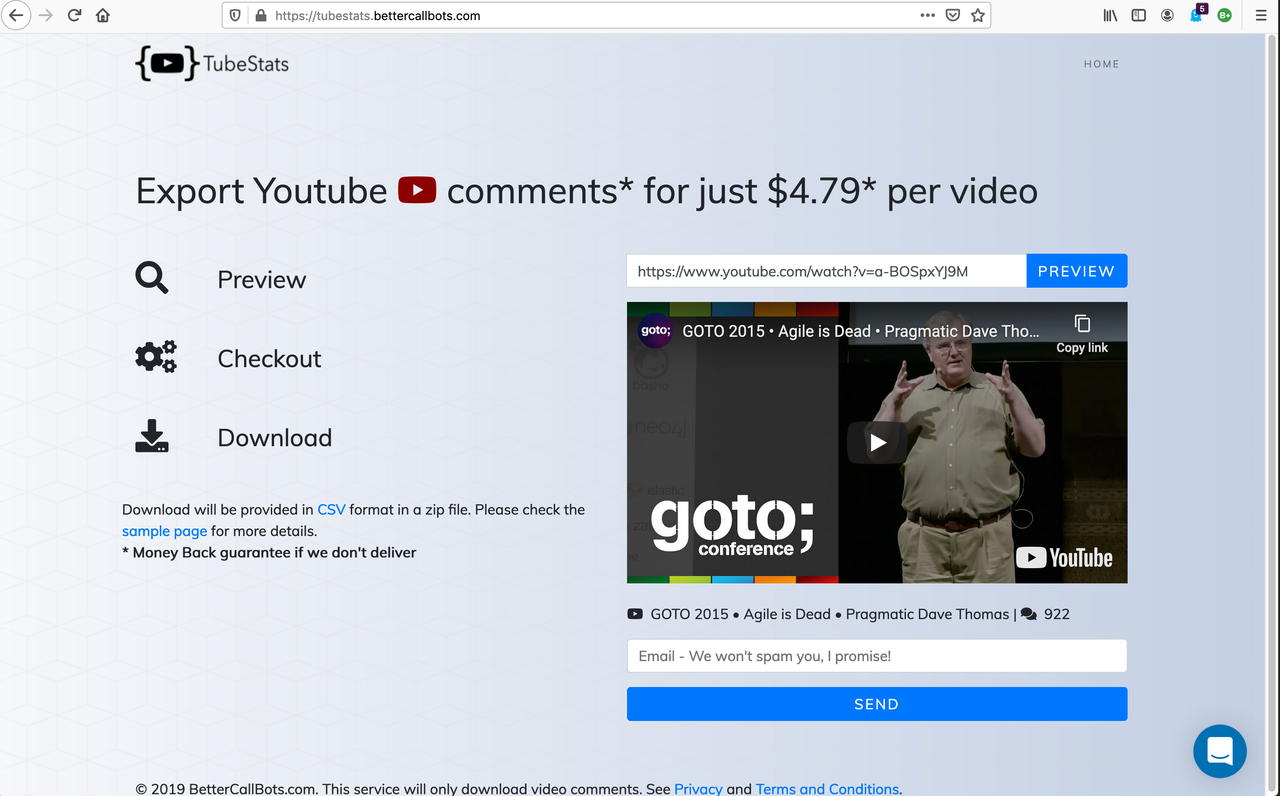 https://tubestats.bettercallbots.com
5
B+
{▶}TubeStats
HOME
Export Youtube comments* for just $4.79* per video
Preview
Checkout
Download
Download will be provided in CSV format in a zip file. Please check the
sample page for more details.
* Money Back guarantee if we don't deliver
https://www.youtube.com/watch?v=a-BOSpxYJ9M
PREVIEW
goto;
GOTO 2015 • Agile is Dead • Pragmatic Dave Tho...
Copy link
basho
neo4j
elastic
goto;
conference
YouTube
GOTO 2015 • Agile is Dead • Pragmatic Dave Thomas | 922
Email - We won't spam you, I promise!
SEND
© 2019 BetterCallBots.com. This service will only download video comments. See Privacy and Terms and Conditions.